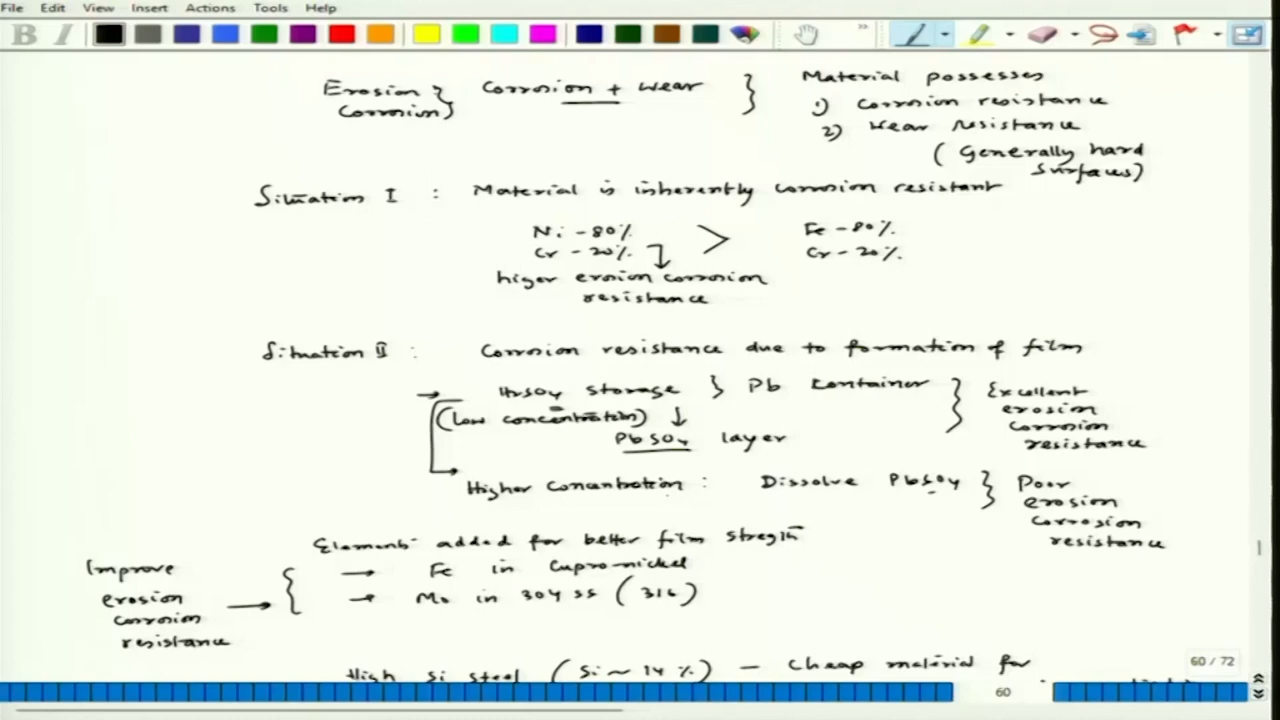 File Edit View Insert Actions Tools Help
B I
Erosion Corrosion } Corrosion + Wear } Material possesses
1) Corrosion resistance
2) Wear resistance
( Generally hard surfaces)
Situation I : Material is inherently corrosion resistant
Ni - 80% > Fe - 80%
Cr - 20% Cr - 20%
higer erosion corrosion
resistance
Situation II : Corrosion resistance due to formation of film
→ H2SO4 storage } Pb Container } Excellent
(low concentration) ↓ erosion
PbSO4 layer corrosion
resistance
Higher Concentration : Dissolve PbSO4 } Poor
erosion
corrosion
resistance
Elements added for better film strength
Improve → Fe in Cupro-nickel
erosion → { → Mo in 304 SS (316)
corrosion
resistance
High Si steel (Si ~ 14 %) - Cheap material for
60 / 72
60